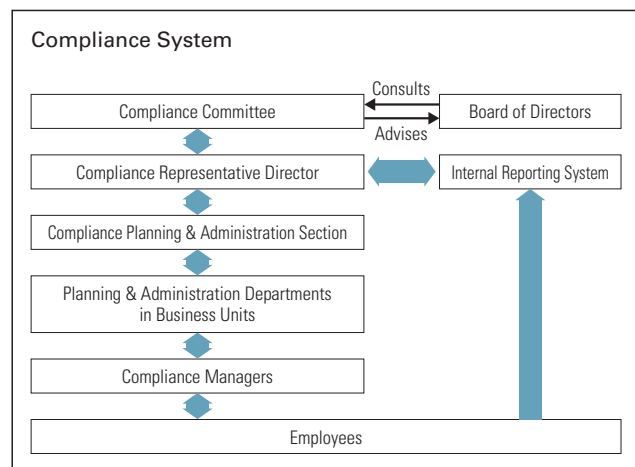 Compliance System
Consults
Compliance Committee
Board of Directors
Advises
Compliance Representative Director
Internal Reporting System
Compliance Planning & Administration Section
Planning & Administration Departments
in Business Units
Compliance Managers
Employees